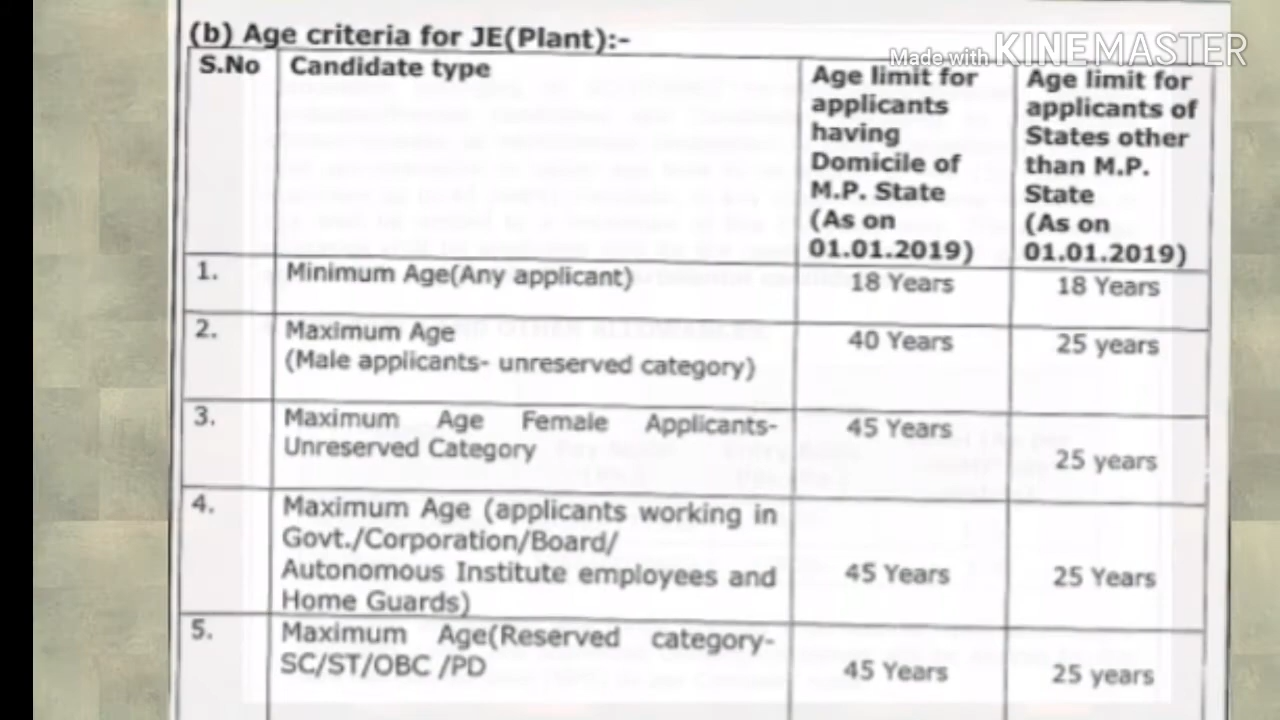 (b) Age criteria for JE(Plant):-
Made with KINEMASTER
S.No
Candidate type
Age limit for
applicants
having
Domicile of
M.P. State
(As on
01.01.2019)
Age limit for
applicants of
States other
than M.P.
State
(As on
01.01.2019)
1.
Minimum Age(Any applicant)
18 Years
18 Years
2.
Maximum Age
(Male applicants- unreserved category)
40 Years
25 years
3.
Maximum Age Female Applicants-
Unreserved Category
45 Years
25 years
4.
Maximum Age (applicants working in
Govt./Corporation/Board/
Autonomous Institute employees and
Home Guards)
45 Years
25 Years
5.
Maximum Age(Reserved category-
SC/ST/OBC /PD
45 Years
25 years